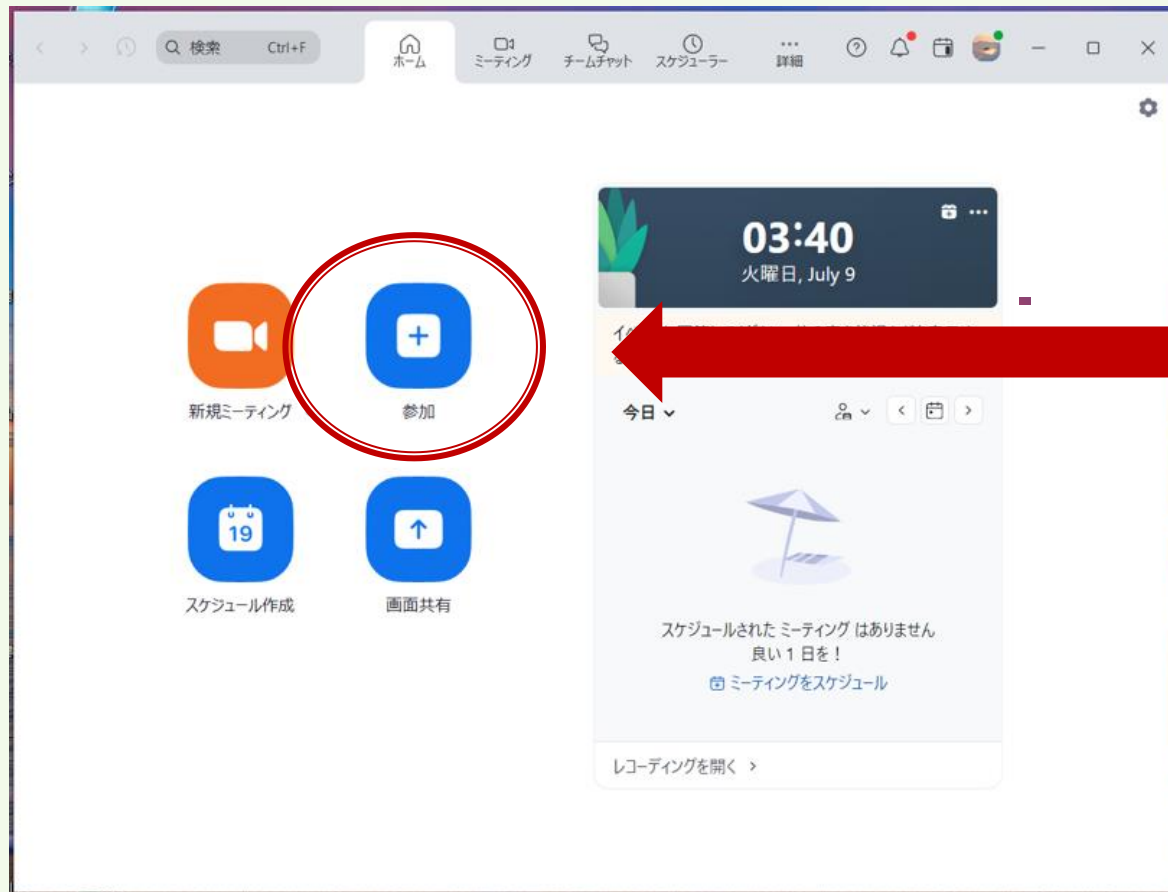 検索 Ctrl+F
ホーム
ミーティング
チームチャット
スケジューラー
詳細
03:40
火曜日, July 9
新規ミーティング
参加
今日
19
スケジュール作成
画面共有
スケジュールされた ミーティング はありません
良い 1 日を！
ミーティングをスケジュール
レコーディングを開く